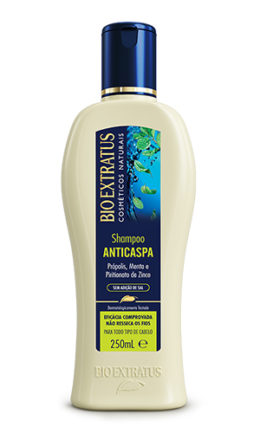 BIO EXTRATUS
COSMÉTICOS NATURAIS
Shampoo
ANTICASPA
Própolis, Menta e
Piritionato de Zinco
SEM ADIÇÃO DE SAL
Dermatologicamente Testado
EFICÁCIA COMPROVADA
NÃO RESSECA OS FIOS
PARA TODO TIPO DE CABELO
250mL ℮
BIO EXTRATUS